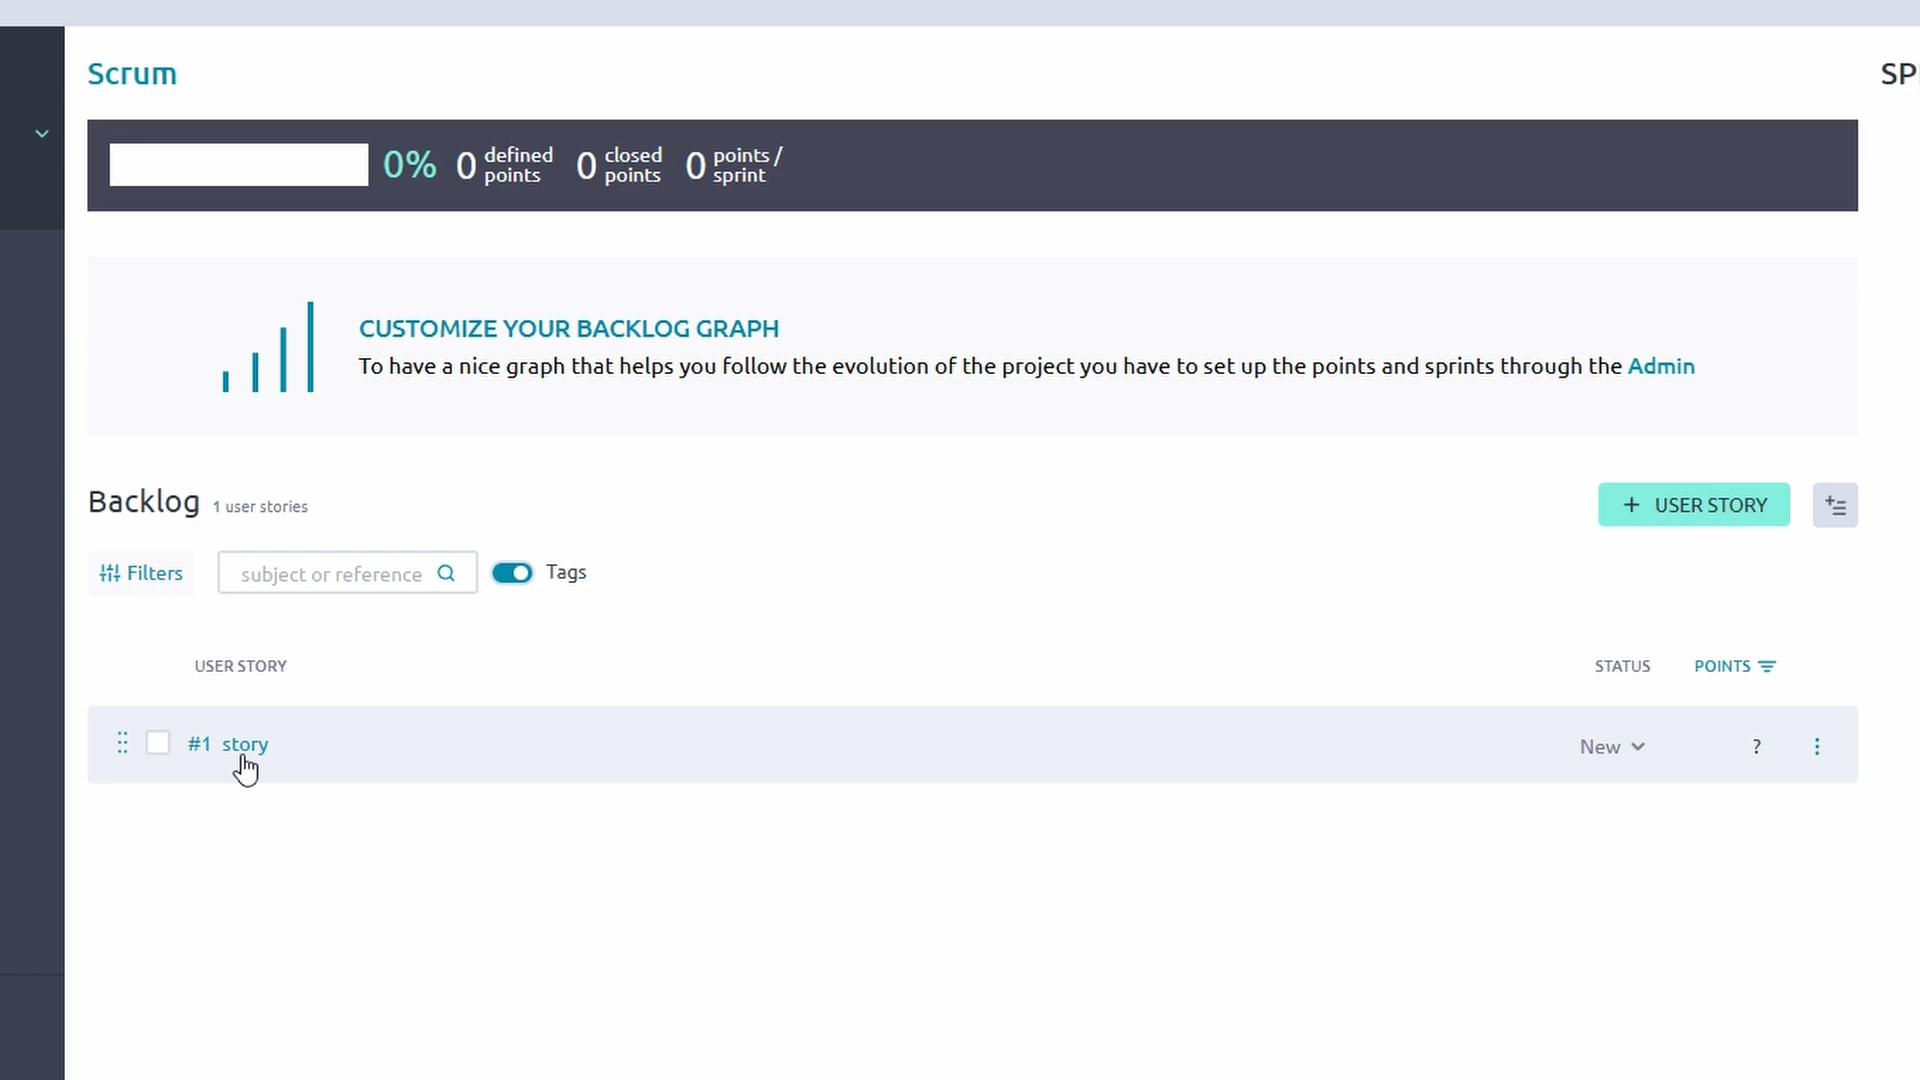 Scrum
SP
0% 0 defined points 0 closed points 0 points / sprint
CUSTOMIZE YOUR BACKLOG GRAPH
To have a nice graph that helps you follow the evolution of the project you have to set up the points and sprints through the Admin
Backlog 1 user stories
+ USER STORY
Filters
subject or reference
Tags
USER STORY STATUS POINTS
#1 story New ?